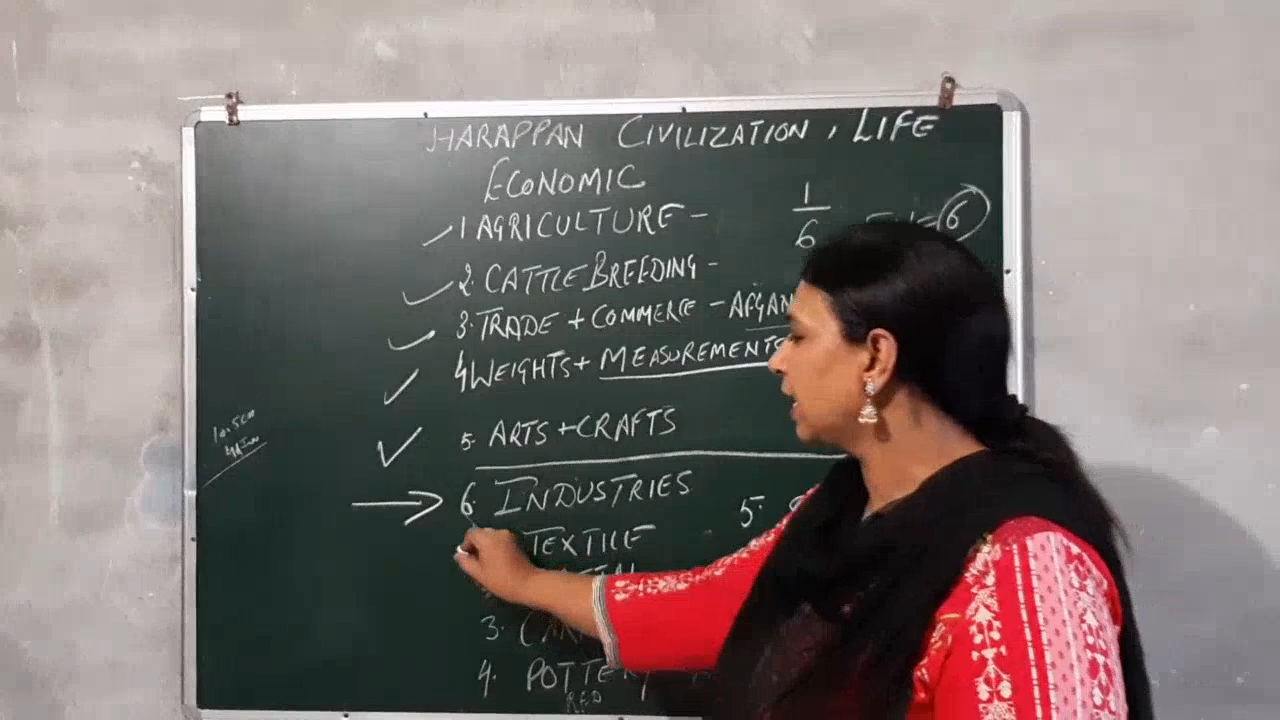 HARAPPAN CIVILIZATION, LIFE
ECONOMIC
1/6
6
1 AGRICULTURE -
2. CATTLE BREEDING -
3. TRADE + COMMERCE - AFGAN
4 WEIGHTS + MEASUREMENTS
5. ARTS + CRAFTS
6. INDUSTRIES
5.
TEXTILE
3.
4. POTTERY
RED